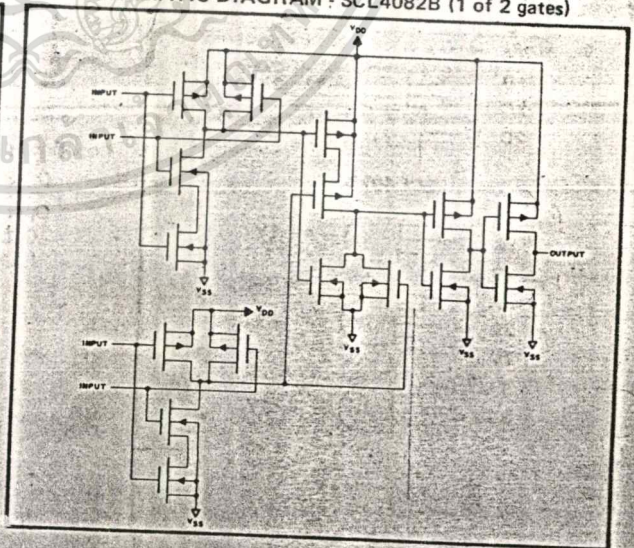 DIAGRAM : SCL4082B (1 of 2 gates)
VDD
INPUT
INPUT
OUTPUT
VSS
VDD
VSS
VSS
VSS
INPUT
INPUT
VSS